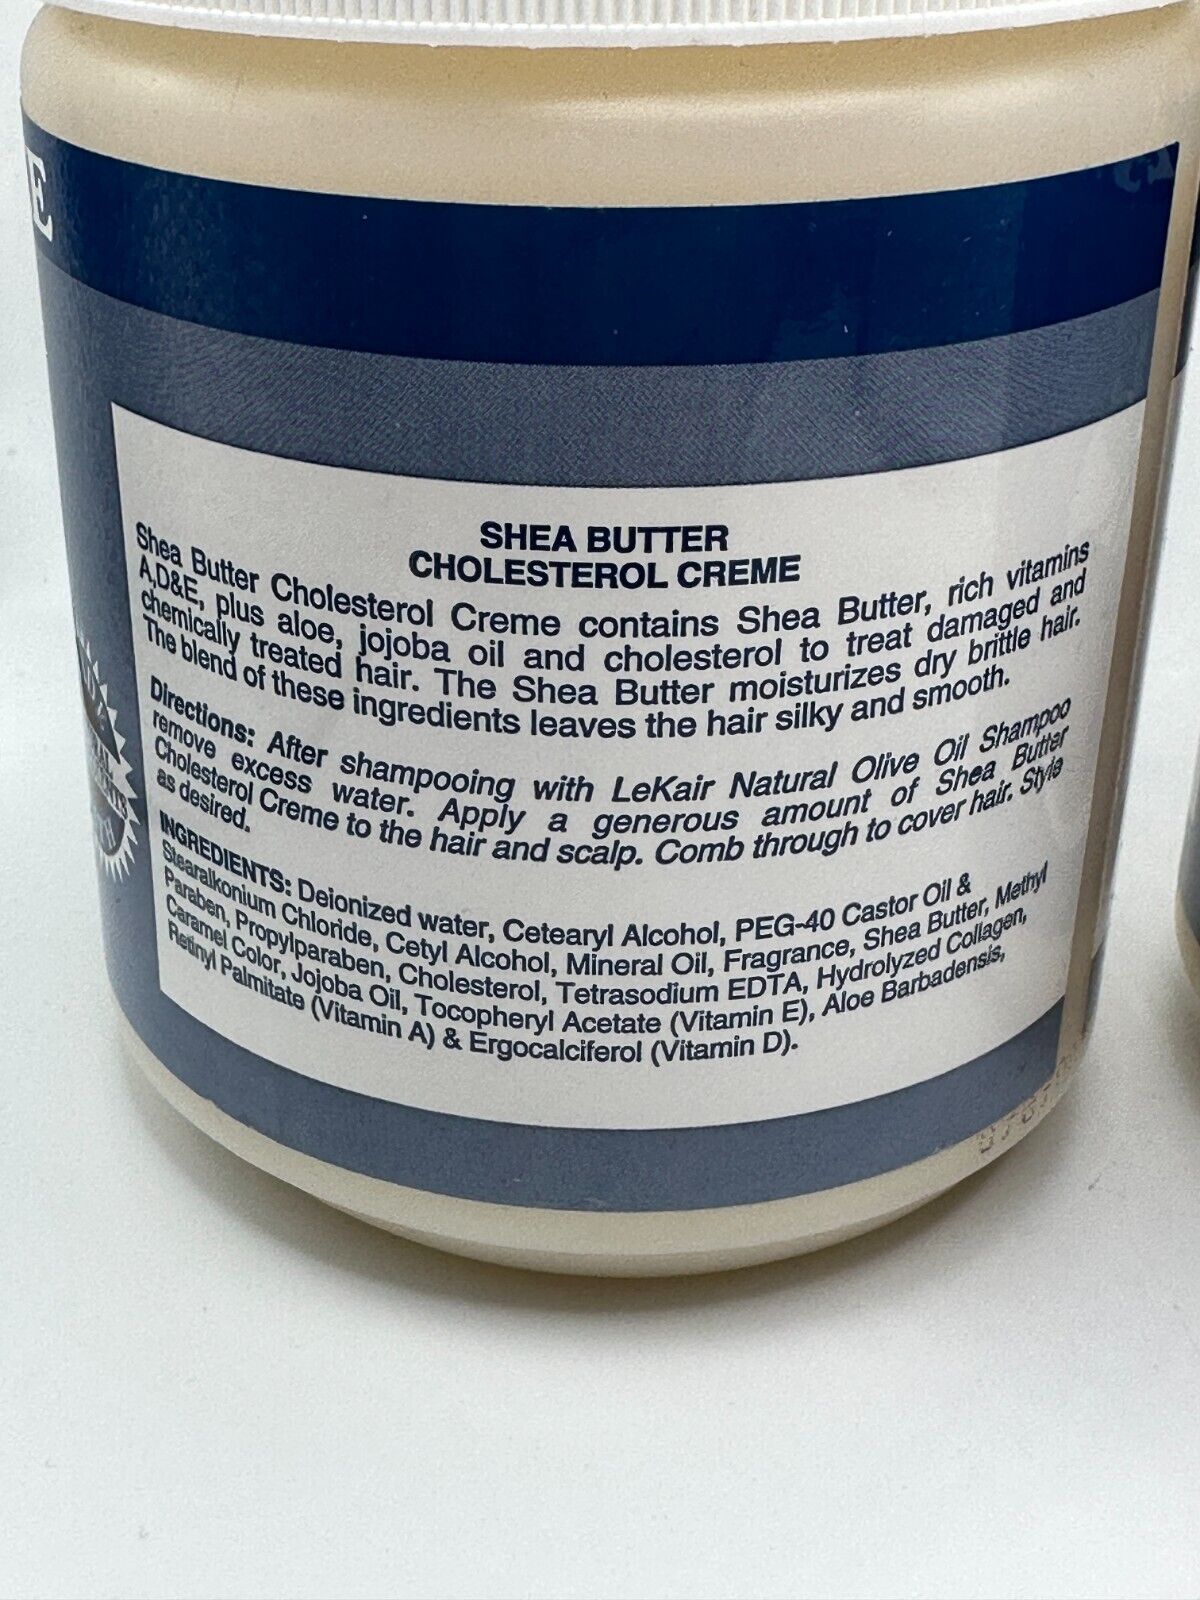 E
SHEA BUTTER
CHOLESTEROL CREME
Shea Butter Cholesterol Creme contains Shea Butter, rich vitamins
A,D&E, plus aloe, jojoba oil and cholesterol to treat damaged and
chemically treated hair. The Shea Butter moisturizes dry brittle hair.
The blend of these ingredients leaves the hair silky and smooth.
Directions: After shampooing with LeKair Natural Olive Oil Shampoo
remove excess water. Apply a generous amount of Shea Butter
Cholesterol Creme to the hair and scalp. Comb through to cover hair. Style
as desired.
INGREDIENTS: Deionized water, Cetearyl Alcohol, PEG-40 Castor Oil &
Stearalkonium Chloride, Cetyl Alcohol, Mineral Oil, Fragrance, Shea Butter, Methyl
Paraben, Propylparaben, Cholesterol, Tetrasodium EDTA, Hydrolyzed Collagen,
Caramel Color, Jojoba Oil, Tocopheryl Acetate (Vitamin E), Aloe Barbadensis,
Retinyl Palmitate (Vitamin A) & Ergocalciferol (Vitamin D).